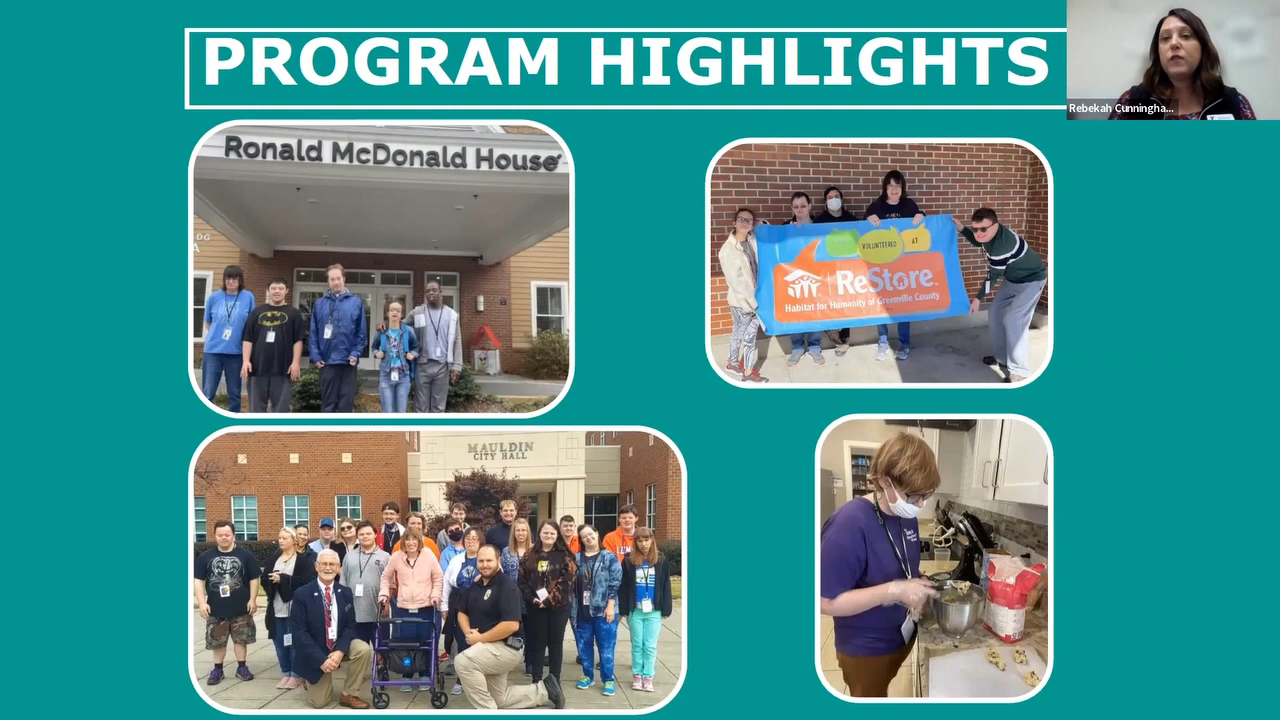 PROGRAM HIGHLIGHTS
Rebekah Cunningha...
Ronald McDonald House
VOLUNTEERED
AT
ReStore
Habitat for Humanity of Greenville County
MAULDIN
CITY HALL